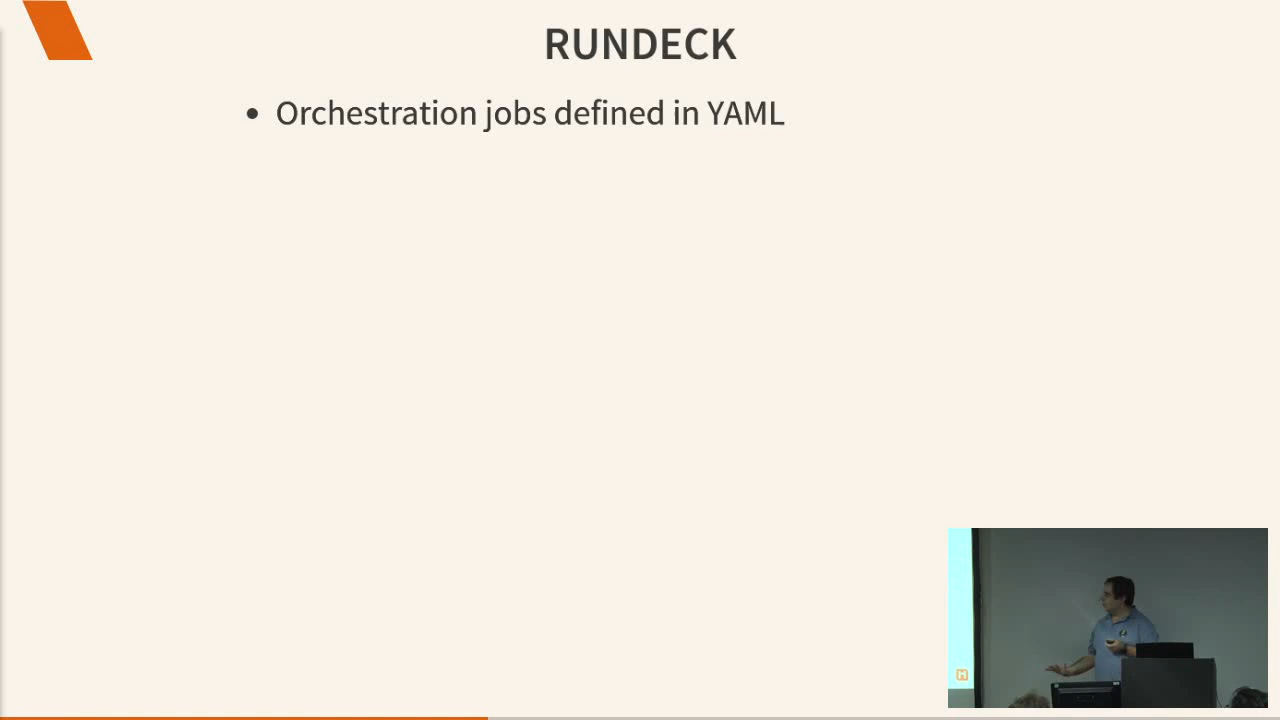 RUNDECK
• Orchestration jobs defined in YAML